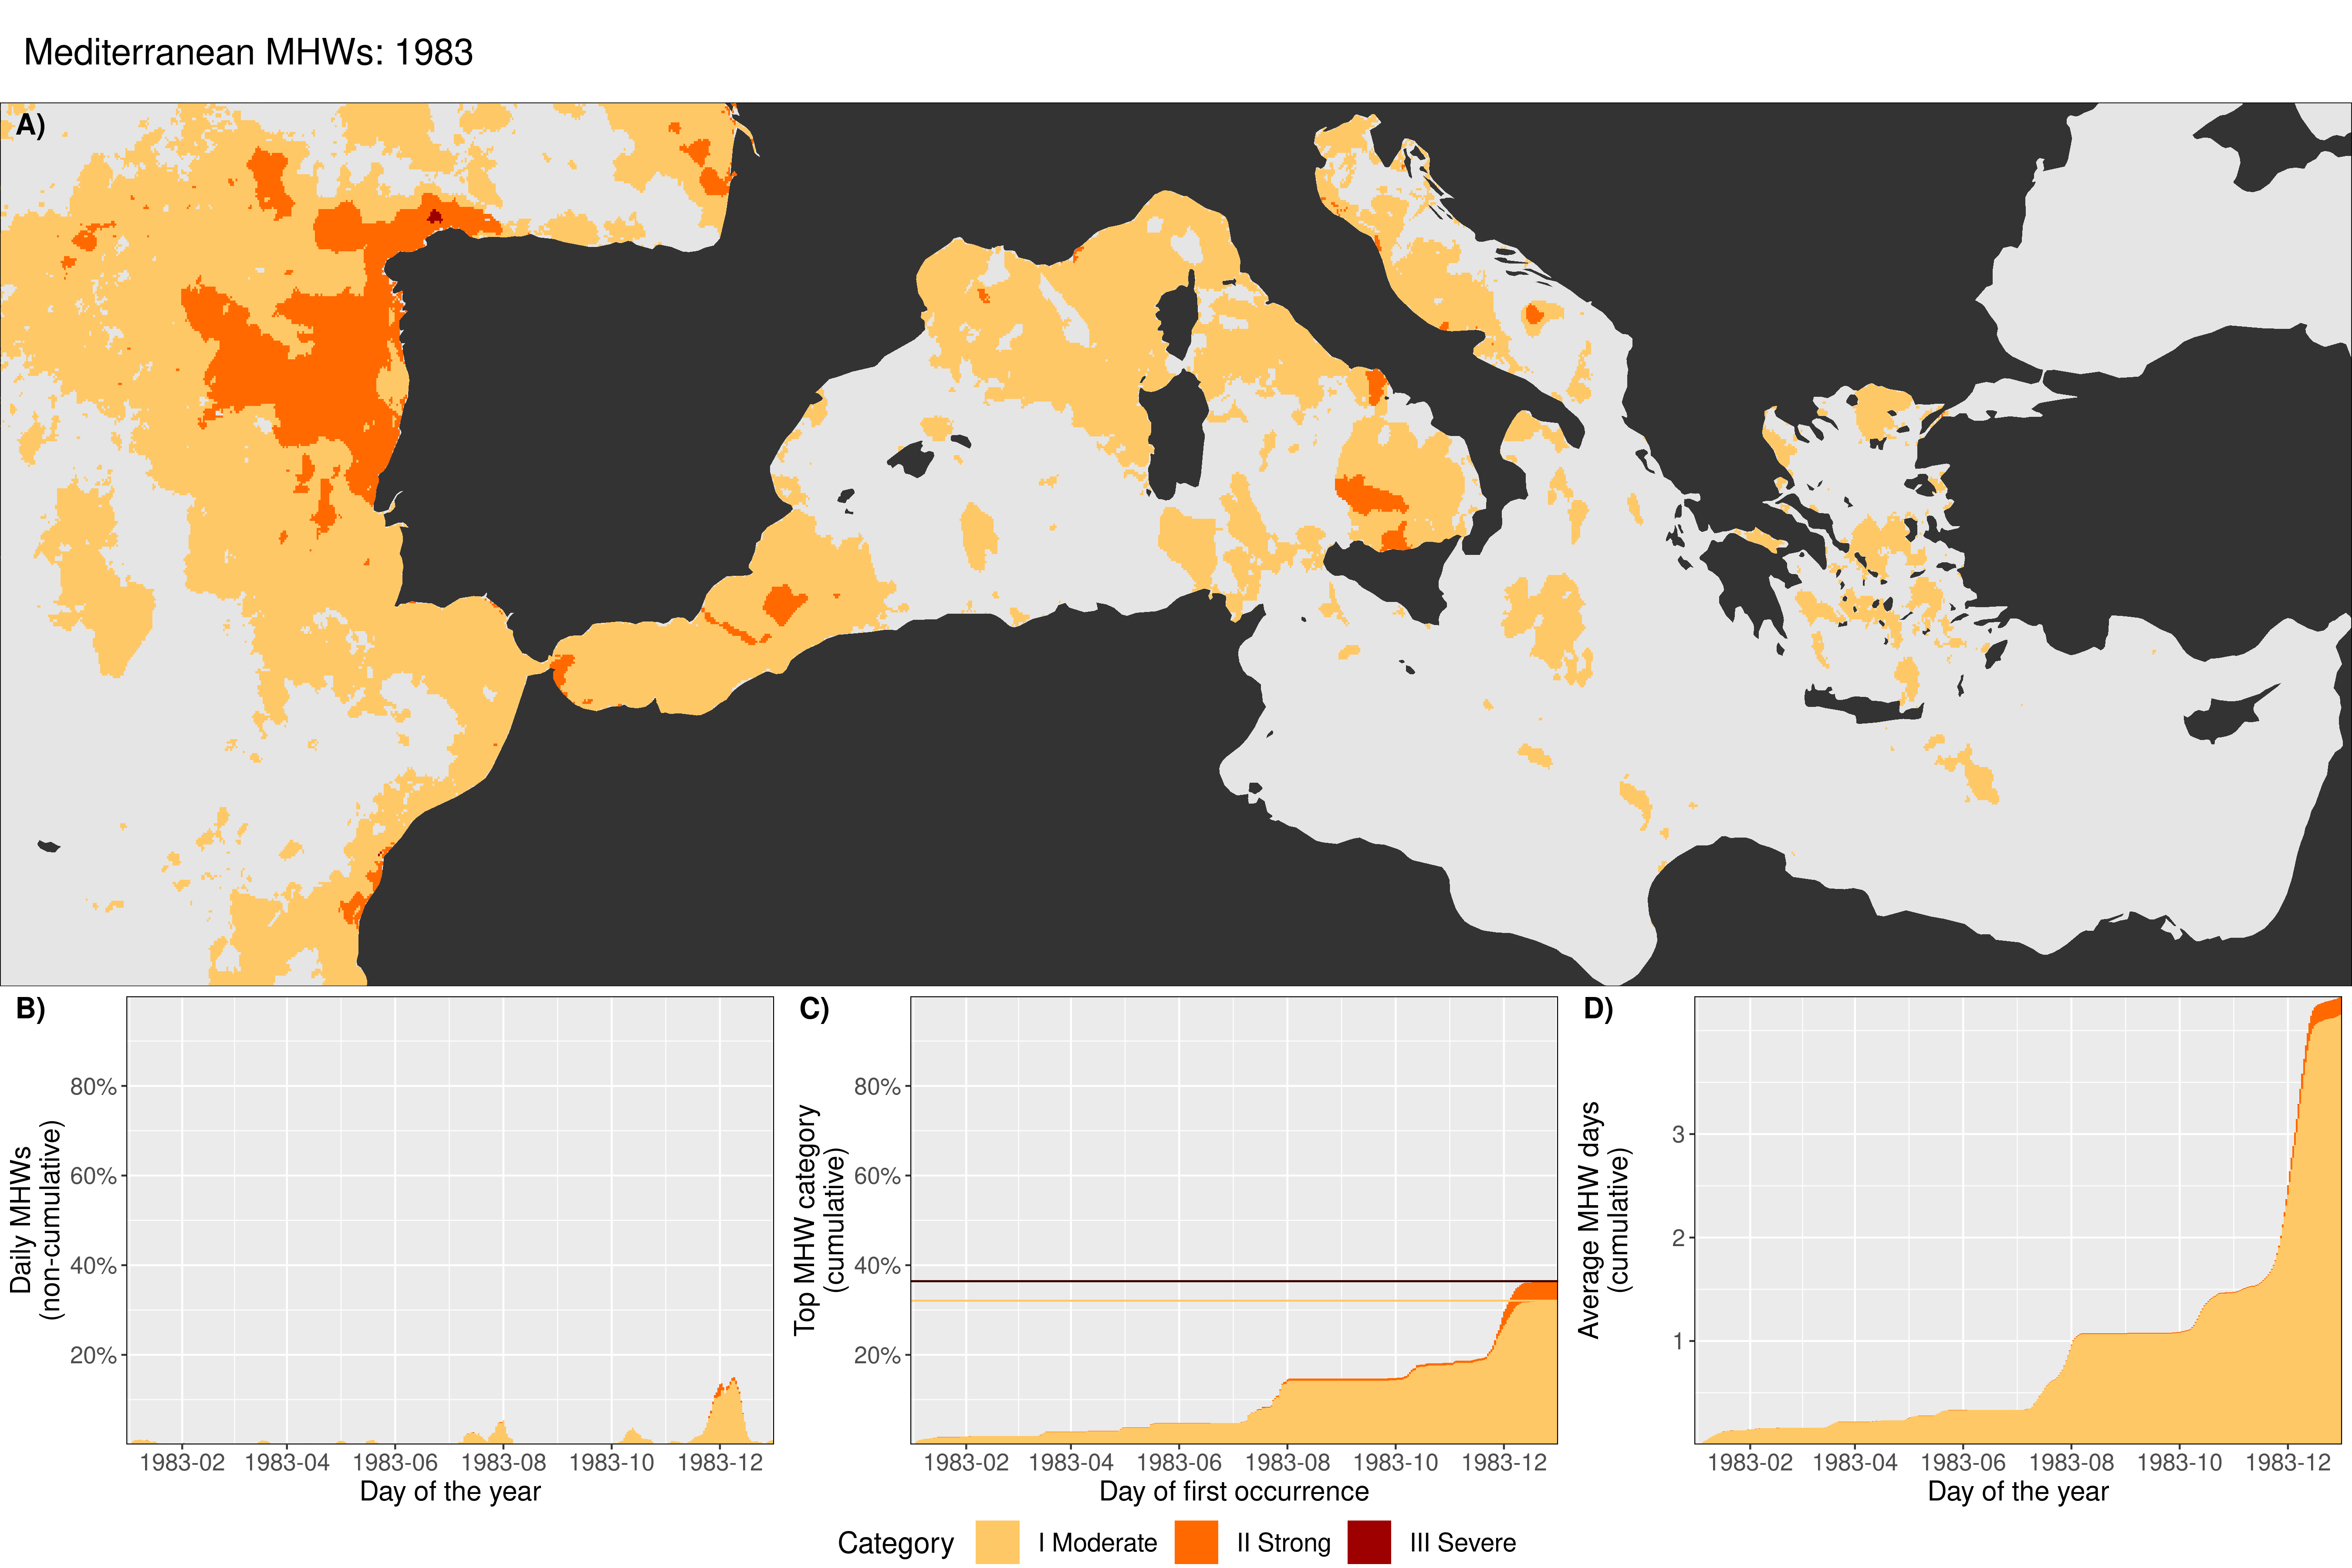 Mediterranean MHWs: 1983
A)
B)
Daily MHWs
(non-cumulative)
80%
60%
40%
20%
1983-02 1983-04 1983-06 1983-08 1983-10 1983-12
Day of the year
C)
Top MHW category
(cumulative)
80%
60%
40%
20%
1983-02 1983-04 1983-06 1983-08 1983-10 1983-12
Day of first occurrence
D)
Average MHW days
(cumulative)
3
2
1
1983-02 1983-04 1983-06 1983-08 1983-10 1983-12
Day of the year
Category I Moderate II Strong III Severe